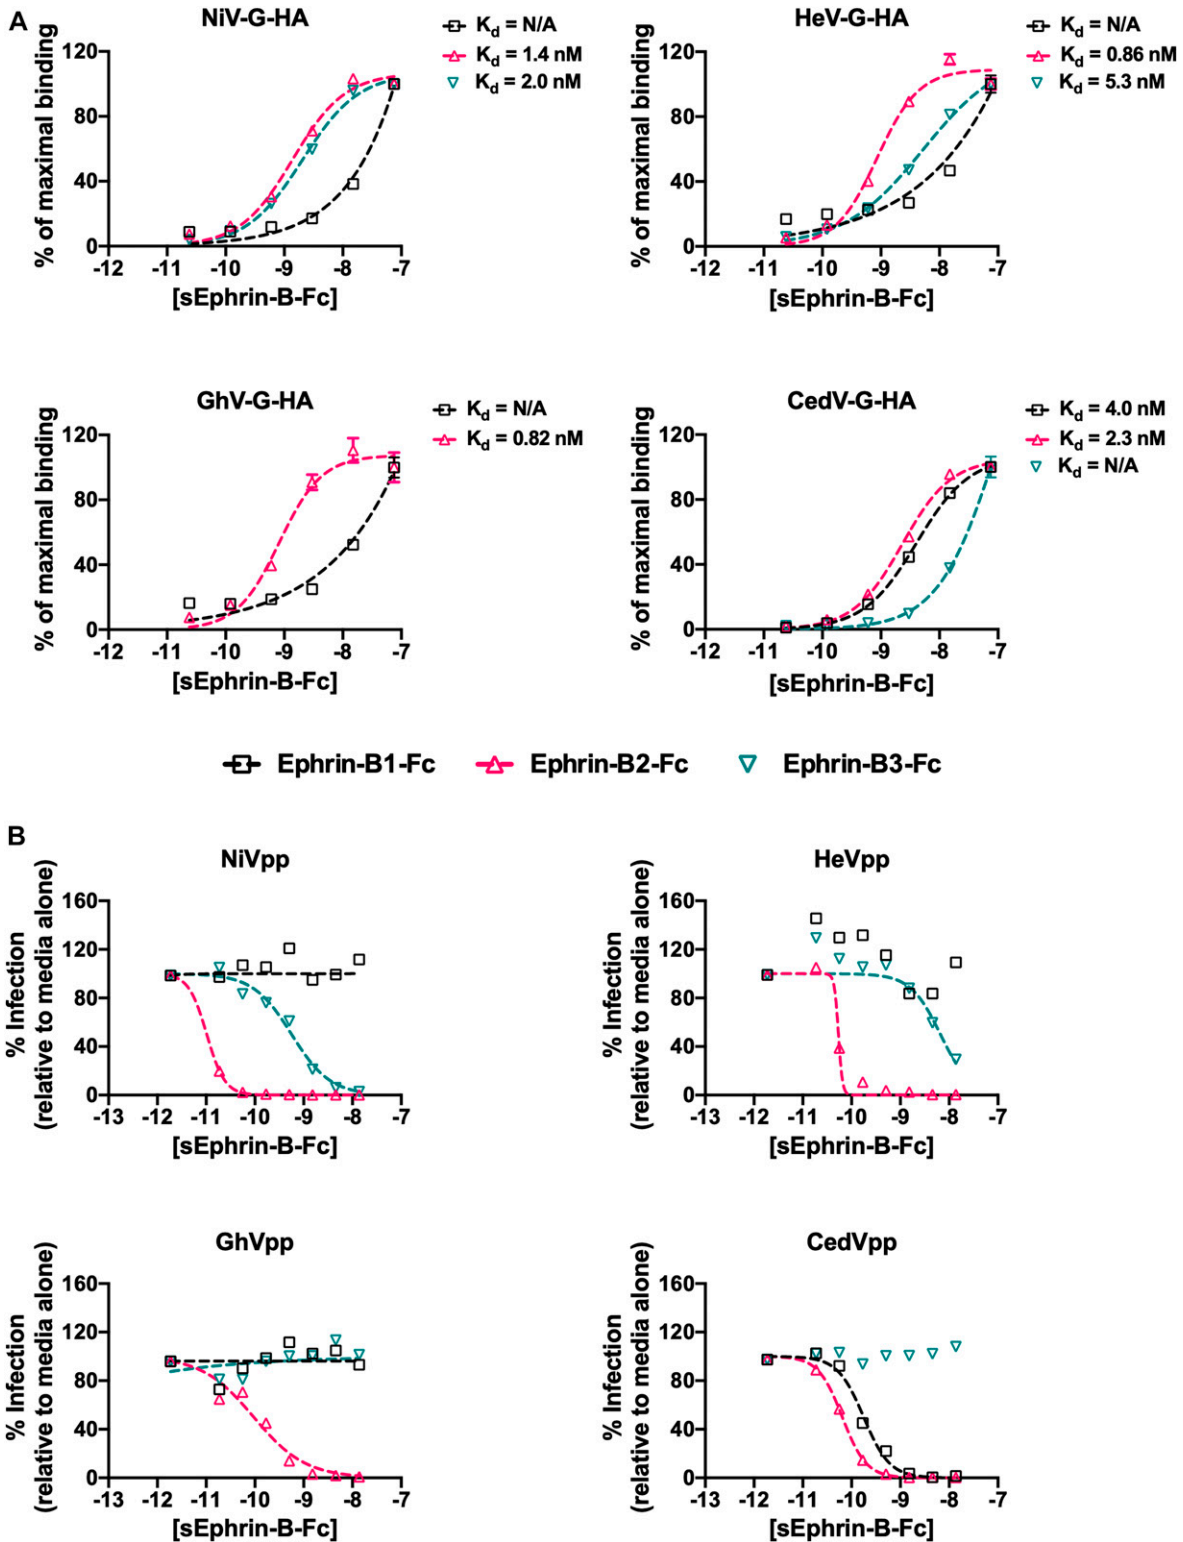 A
NiV-G-HA
% of maximal binding
120
80
40
0
-12 -11 -10 -9 -8 -7
[sEphrin-B-Fc]
Kd = N/A
Kd = 1.4 nM
Kd = 2.0 nM
HeV-G-HA
% of maximal binding
120
80
40
0
-12 -11 -10 -9 -8 -7
[sEphrin-B-Fc]
Kd = N/A
Kd = 0.86 nM
Kd = 5.3 nM
GhV-G-HA
% of maximal binding
120
80
40
0
-12 -11 -10 -9 -8 -7
[sEphrin-B-Fc]
Kd = N/A
Kd = 0.82 nM
CedV-G-HA
% of maximal binding
120
80
40
0
-12 -11 -10 -9 -8 -7
[sEphrin-B-Fc]
Kd = 4.0 nM
Kd = 2.3 nM
Kd = N/A
Ephrin-B1-Fc Ephrin-B2-Fc Ephrin-B3-Fc
B
NiVpp
% Infection
(relative to media alone)
160
120
80
40
0
-13 -12 -11 -10 -9 -8 -7
[sEphrin-B-Fc]
HeVpp
% Infection
(relative to media alone)
160
120
80
40
0
-13 -12 -11 -10 -9 -8 -7
[sEphrin-B-Fc]
GhVpp
% Infection
(relative to media alone)
160
120
80
40
0
-13 -12 -11 -10 -9 -8 -7
[sEphrin-B-Fc]
CedVpp
% Infection
(relative to media alone)
160
120
80
40
0
-13 -12 -11 -10 -9 -8 -7
[sEphrin-B-Fc]